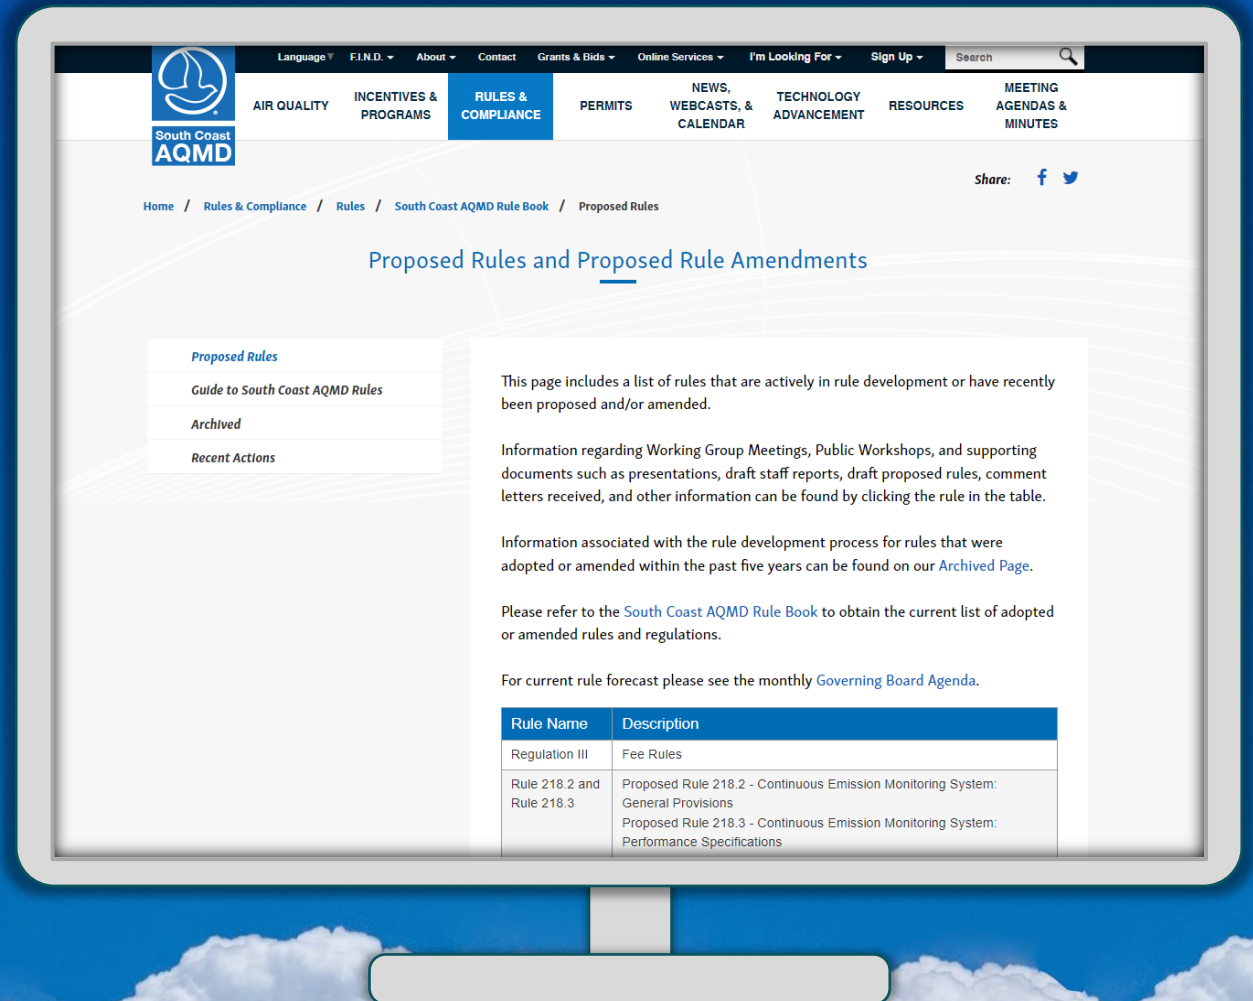 Language F.I.N.D. About Contact Grants & Bids Online Services I'm Looking For Sign Up Search
AIR QUALITY
INCENTIVES &
PROGRAMS
RULES &
COMPLIANCE
PERMITS
NEWS,
WEBCASTS, &
CALENDAR
TECHNOLOGY
ADVANCEMENT
RESOURCES
MEETING
AGENDAS &
MINUTES
South Coast
AQMD
Share:
Home / Rules & Compliance / Rules / South Coast AQMD Rule Book / Proposed Rules
Proposed Rules and Proposed Rule Amendments
Proposed Rules
Guide to South Coast AQMD Rules
Archived
Recent Actions
This page includes a list of rules that are actively in rule development or have recently
been proposed and/or amended.
Information regarding Working Group Meetings, Public Workshops, and supporting
documents such as presentations, draft staff reports, draft proposed rules, comment
letters received, and other information can be found by clicking the rule in the table.
Information associated with the rule development process for rules that were
adopted or amended within the past five years can be found on our Archived Page.
Please refer to the South Coast AQMD Rule Book to obtain the current list of adopted
or amended rules and regulations.
For current rule forecast please see the monthly Governing Board Agenda.
Rule Name Description
Regulation III Fee Rules
Rule 218.2 and
Rule 218.3
Proposed Rule 218.2 - Continuous Emission Monitoring System:
General Provisions
Proposed Rule 218.3 - Continuous Emission Monitoring System:
Performance Specifications